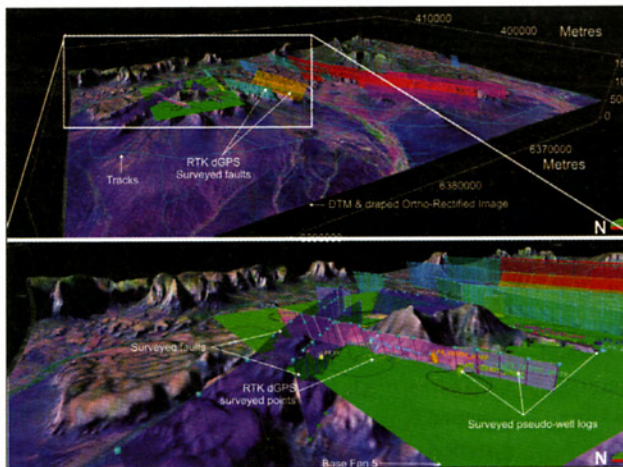 410000
400000
Metres
0
6370000
Metres
6380000
RTK dGPS
Surveyed faults
Tracks
DTM & draped Ortho-Rectified Image
N
Surveyed faults
RTK dGPS
surveyed points
Surveyed pseudo-well logs
Base Fan 5
N